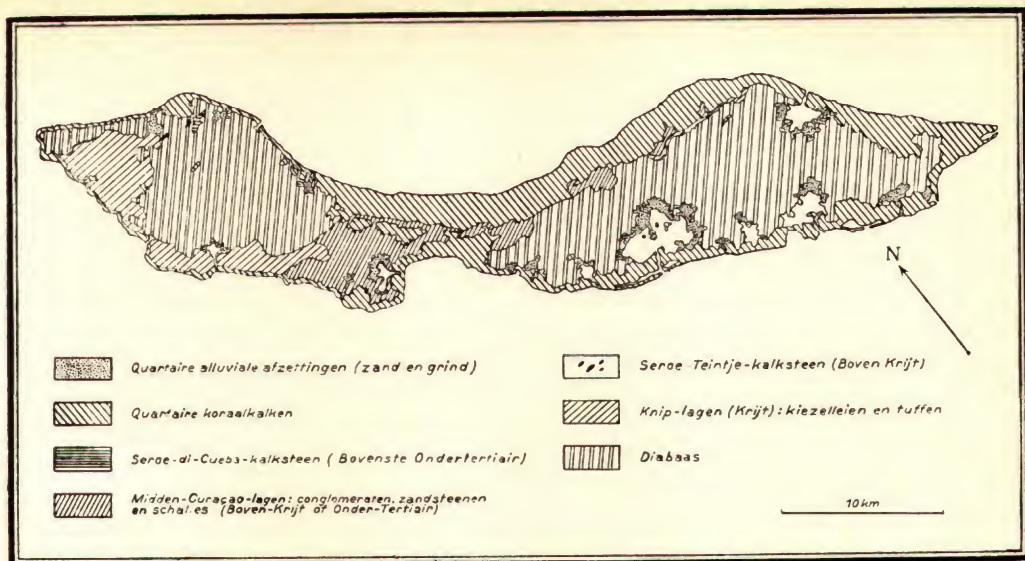 N
Quartaire alluviale afzettingen (zand en grind)
Quartaire koraalkalken
Seroe-di-Cueba-kalksteen (Bovenste Ondertertiair)
Midden-Curaçao-lagen: conglomeraten, zandsteenen
en schalies (Boven-Krijt of Onder-Tertiair)
Seroe-Teintje-kalksteen (Boven Krijt)
Knip-lagen (Krijt): kiezelleien en tuffen
Diabaas
10km